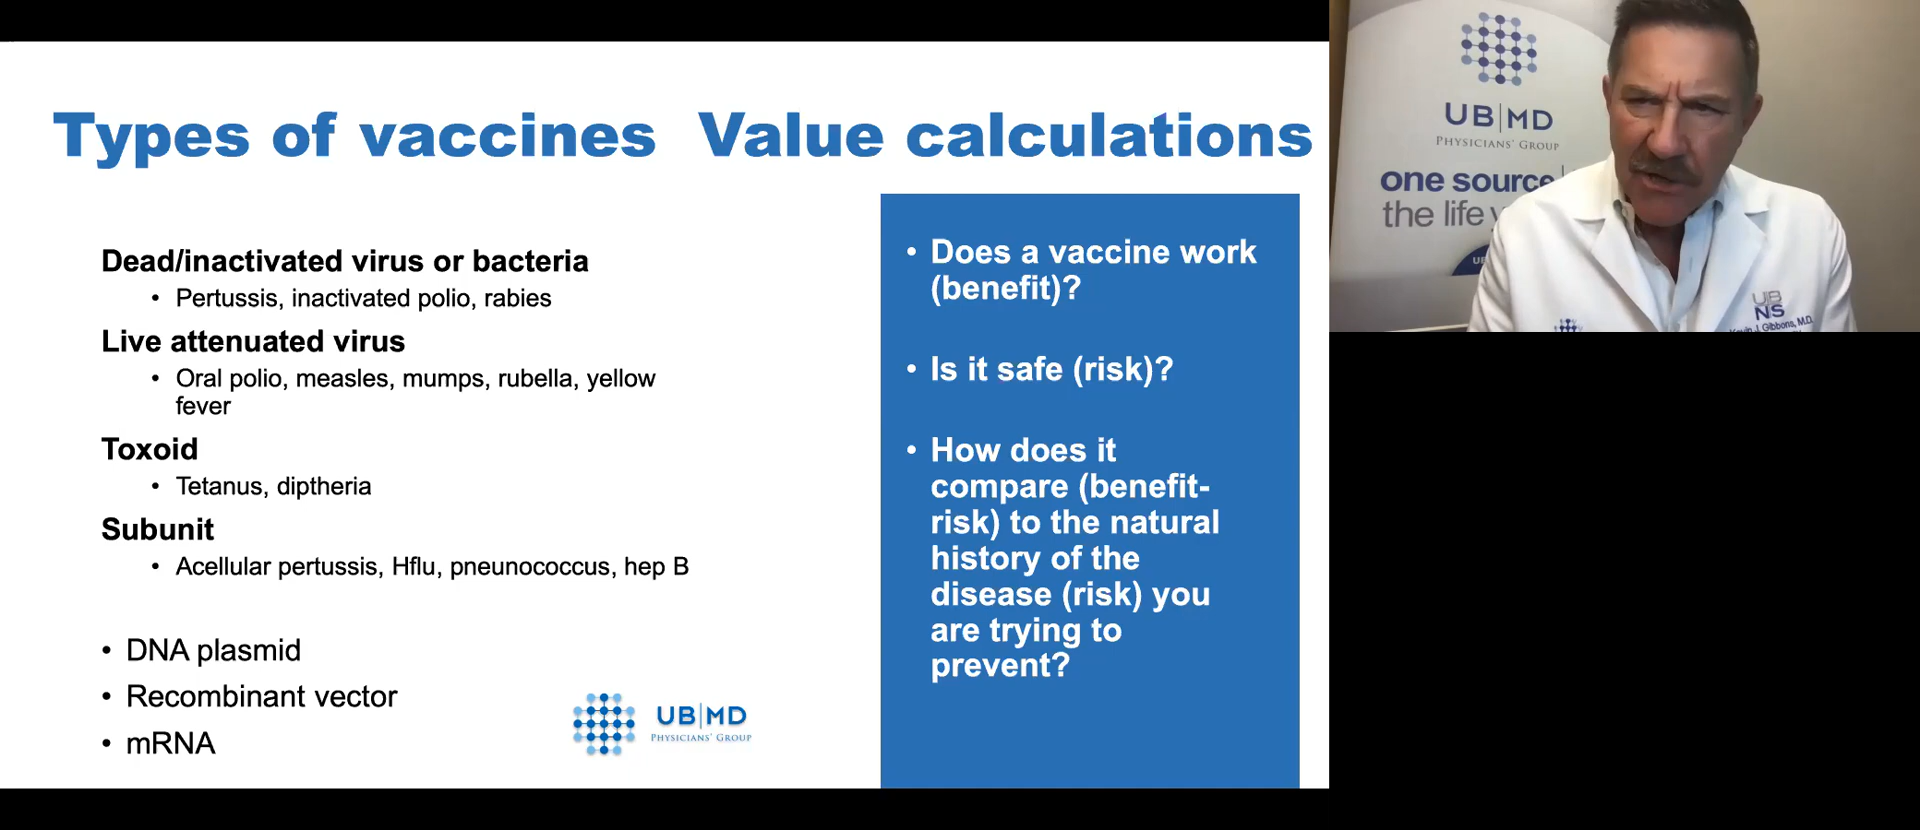 Types of vaccines
Value calculations
Dead/inactivated virus or bacteria
• Pertussis, inactivated polio, rabies
Live attenuated virus
• Oral polio, measles, mumps, rubella, yellow
fever
Toxoid
• Tetanus, diptheria
Subunit
• Acellular pertussis, Hflu, pneunococcus, hep B
• DNA plasmid
• Recombinant vector
• mRNA
UB|MD
PHYSICIANS' GROUP
• Does a vaccine work
(benefit)?
• Is it safe (risk)?
• How does it
compare (benefit-
risk) to the natural
history of the
disease (risk) you
are trying to
prevent?
UB|MD
PHYSICIANS' GROUP
one source
the life
UB
NS
Kevin J. Gibbons, M.D.